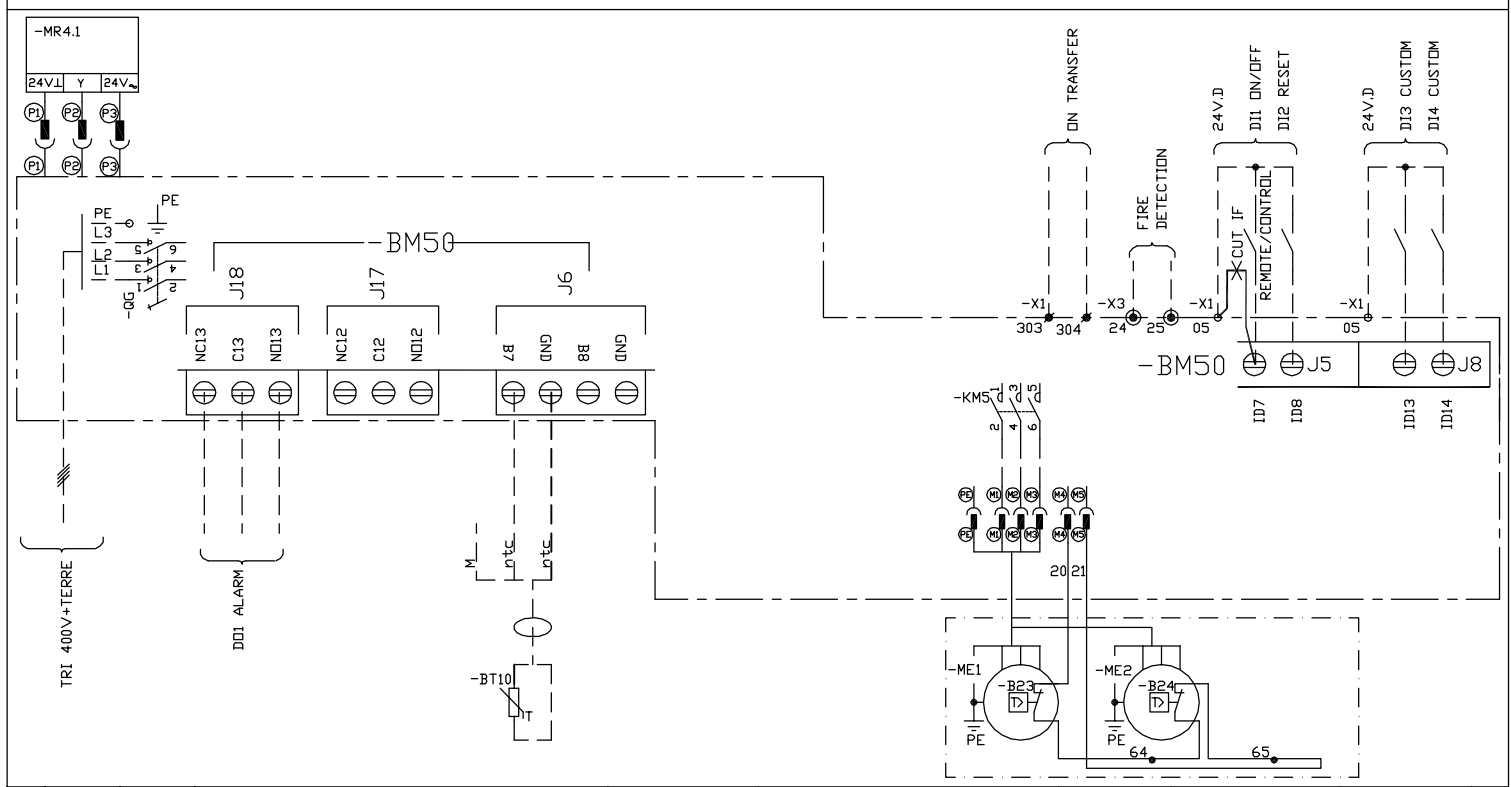 -MR4.1
24V⊥ Y 24V~
P1 P2 P3
P1 P2 P3
PE
PE
L3
L2
L1
5 6
3 4
1 2
-QG
-BM50
J18
J17
J6
NC13
C13
NO13
NC12
C12
NO12
B7
GND
B8
GND
TRI 400V+TERRE
DO1 ALARM
M
ntc
ntc
-BT10
T
ON TRANSFER
FIRE
DETECTION
24V.D
DI1 ON/OFF
DI2 RESET
24V.D
DI3 CUSTOM
DI4 CUSTOM
CUT IF
REMOTE/CONTROL
-X1
303 304
-X3
24 25
-X1
05
-X1
05
-BM50
J5
J8
ID7
ID8
ID13
ID14
-KM5
1 3 5
2 4 6
PE M1 M2 M3 M4 M5
PE M1 M2 M3 M4 M5
20 21
-ME1
-B23
T>
PE
-ME2
-B24
T>
PE
64
65